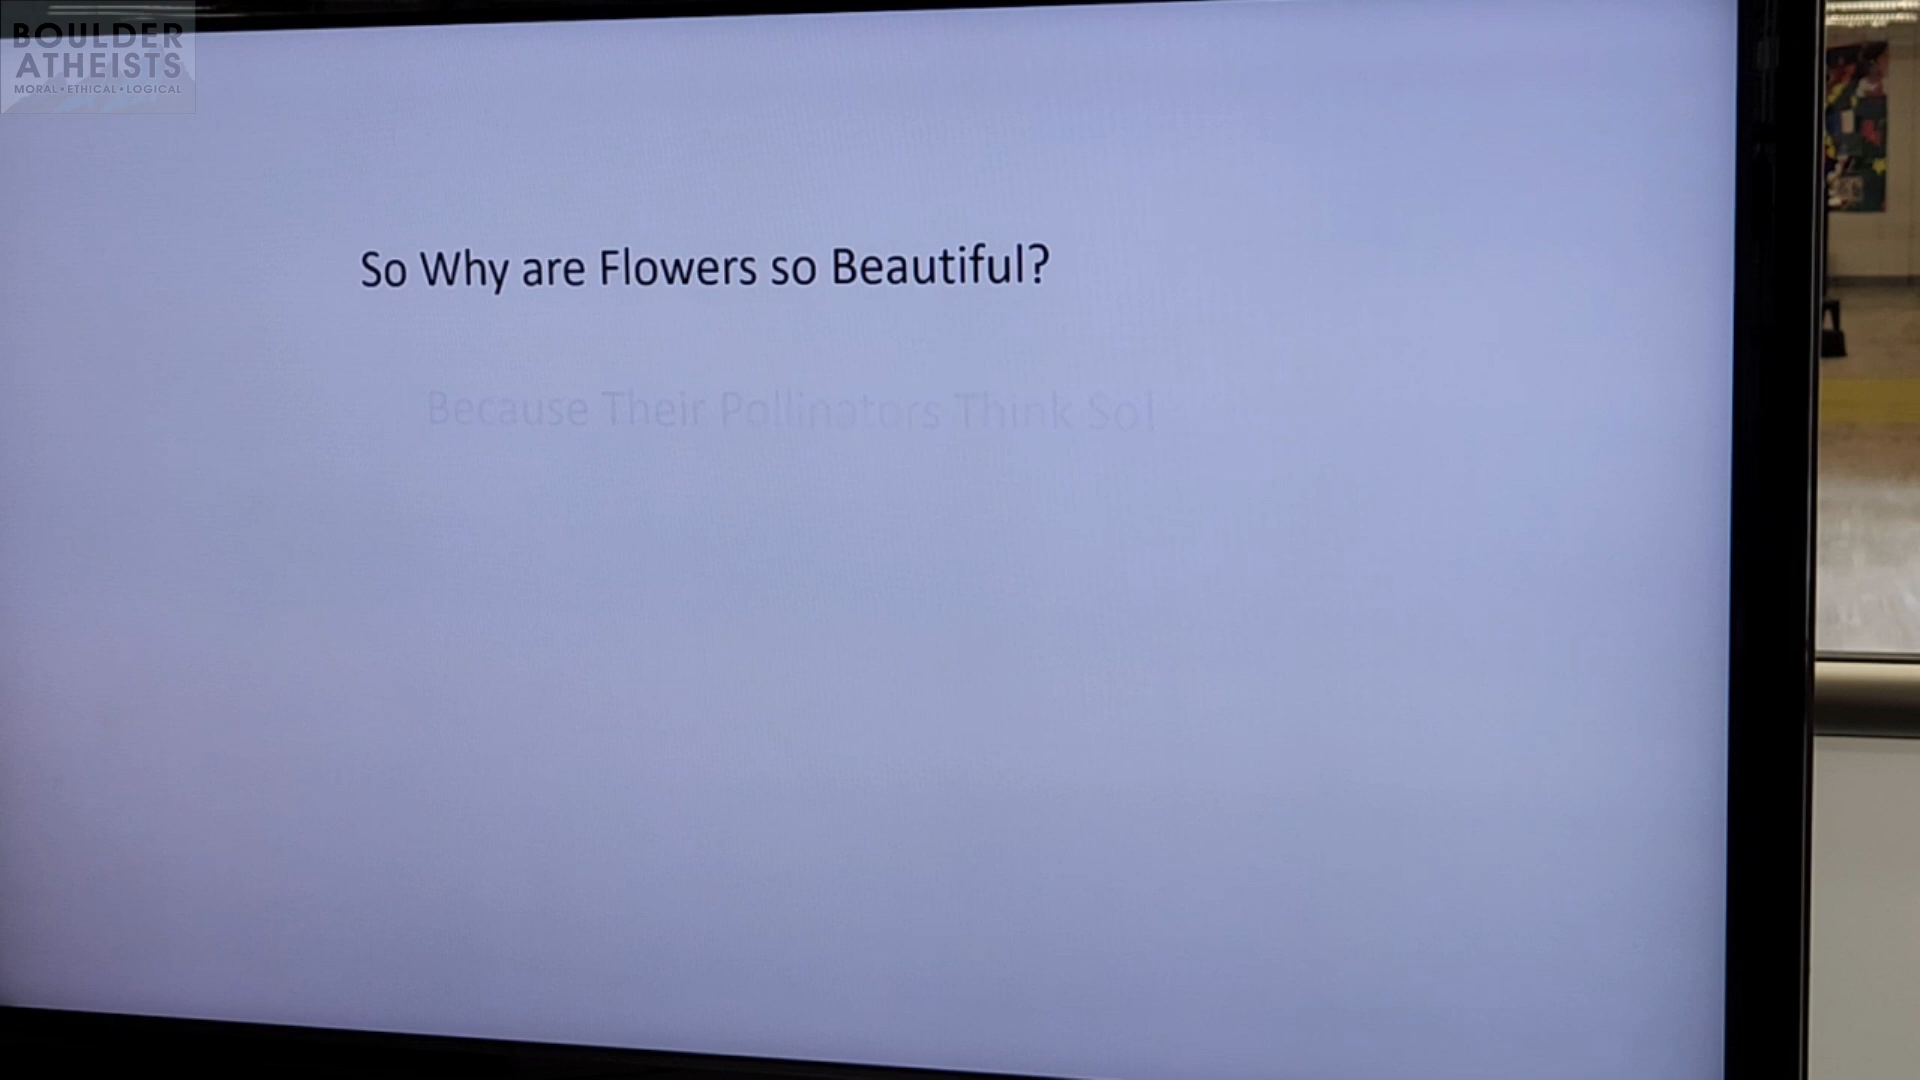 BOULDER
ATHEISTS
MORAL•ETHICAL•LOGICAL
So Why are Flowers so Beautiful?
Because Their Pollinators Think So!